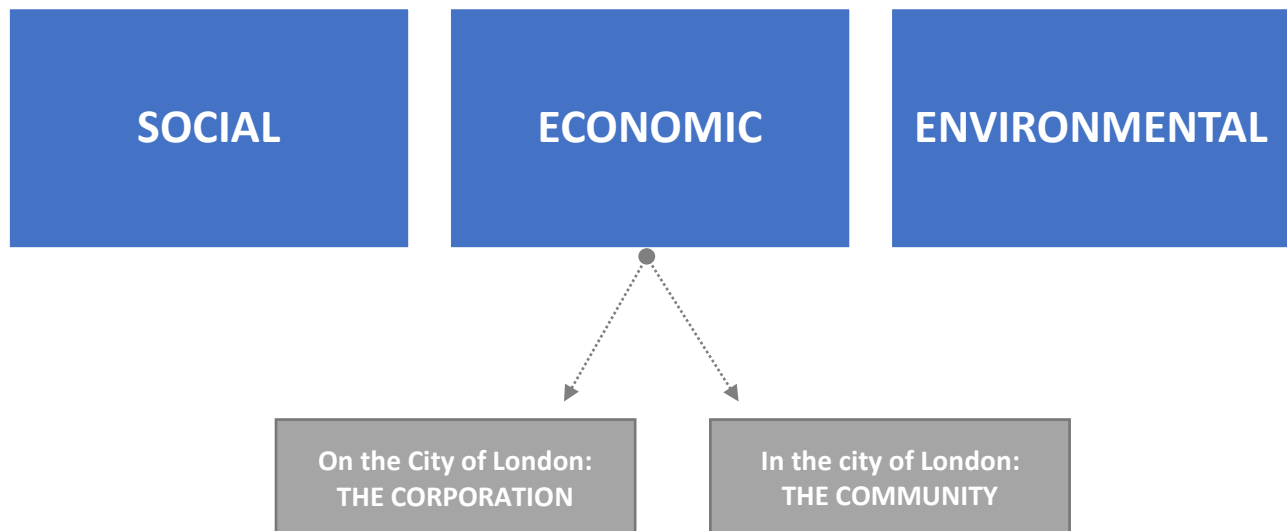 SOCIAL
ECONOMIC
ENVIRONMENTAL
On the City of London:
THE CORPORATION
In the city of London:
THE COMMUNITY